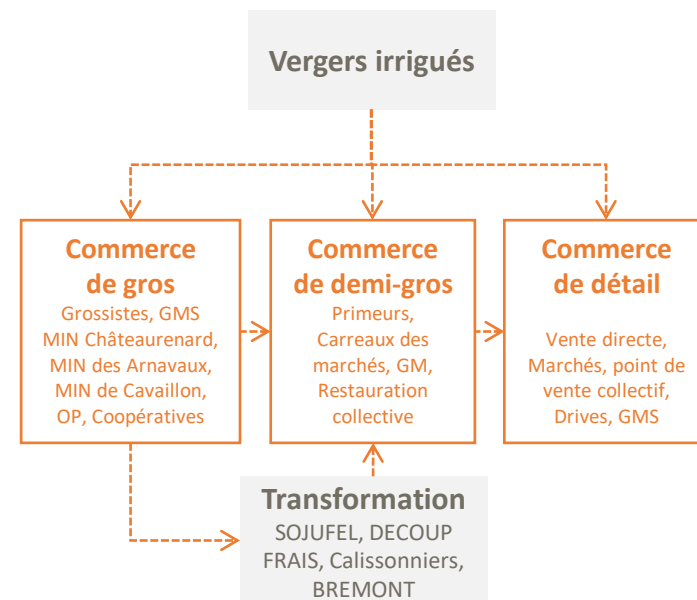 Vergers irrigués
Commerce
de gros
Grossistes, GMS
MIN Châteaurenard,
MIN des Arnavaux,
MIN de Cavaillon,
OP, Coopératives
Commerce
de demi-gros
Primeurs,
Carreaux des
marchés, GM,
Restauration
collective
Commerce
de détail
Vente directe,
Marchés, point de
vente collectif,
Drives, GMS
Transformation
SOJUFEL, DECOUP
FRAIS, Calissonniers,
BREMONT